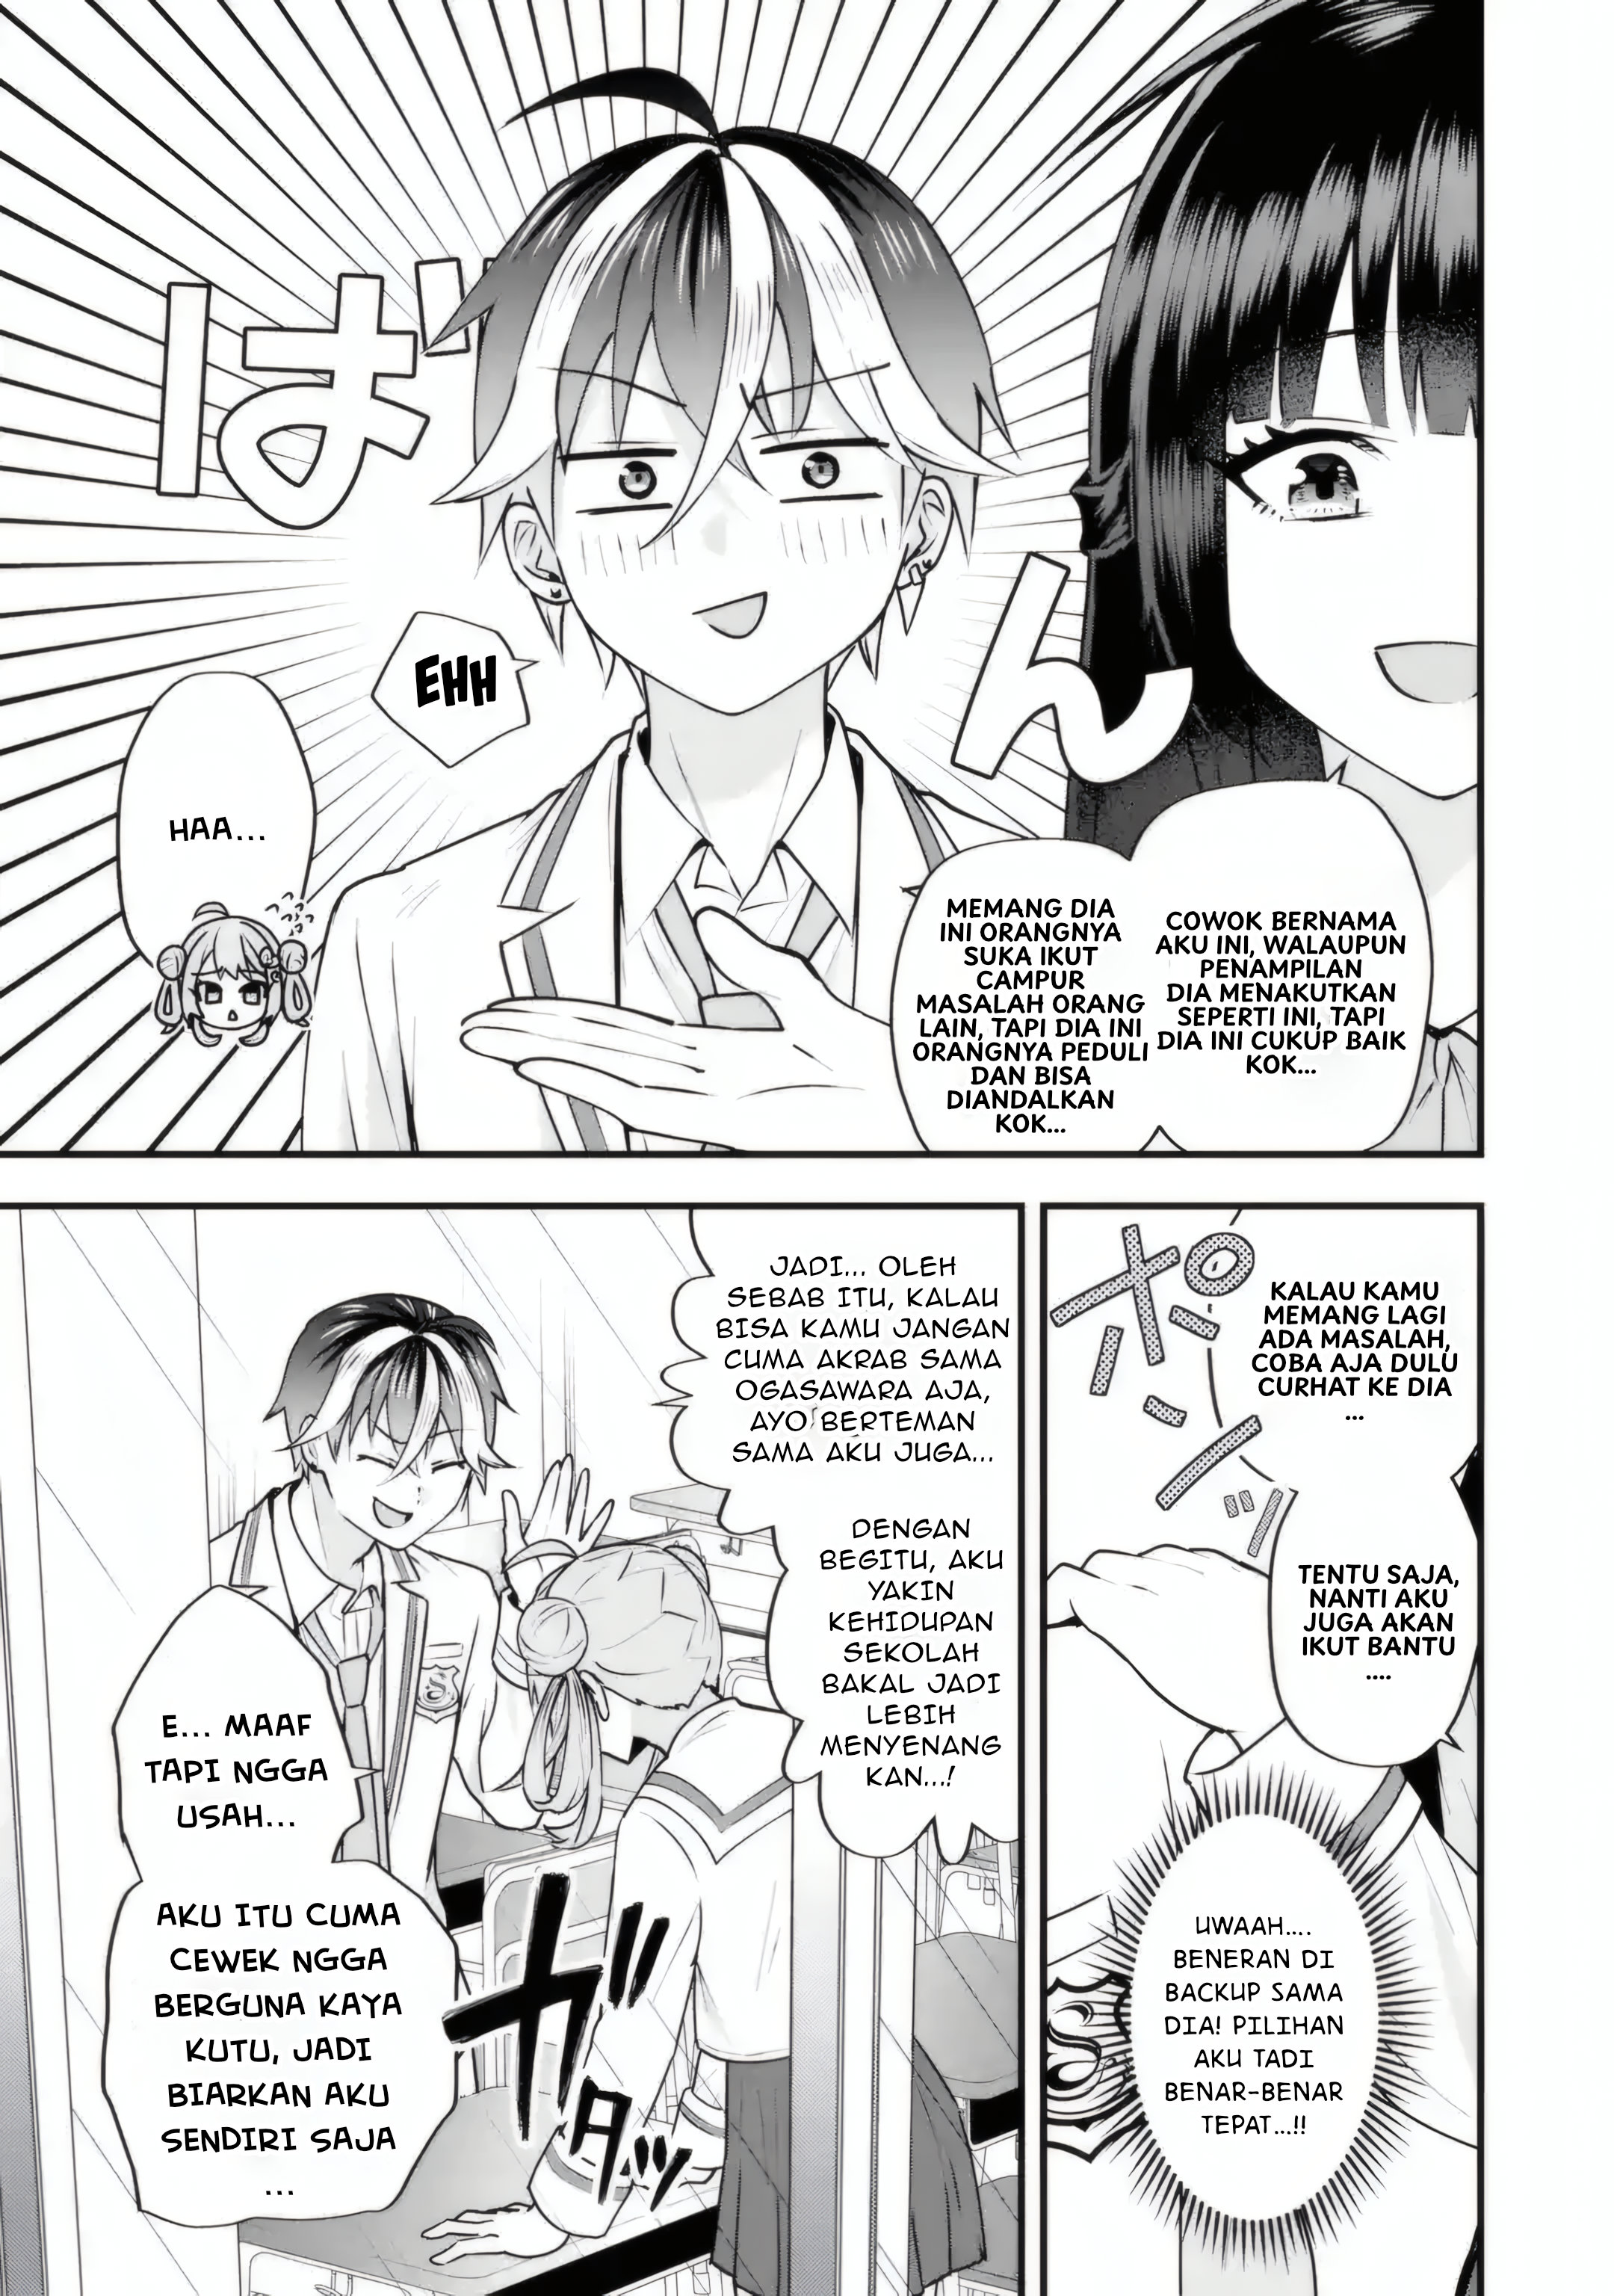 ばん
COWOK BERNAMA
AKU INI, WALAUPUN
PENAMPILAN
DIA MENAKUTKAN
SEPERTI INI, TAPI
DIA INI CUKUP BAIK
KOK...
MEMANG DIA
INI ORANGNYA
SUKA IKUT
CAMPUR
MASALAH ORANG
LAIN, TAPI DIA INI
ORANGNYA PEDULI
DAN BISA
DIANDALKAN
KOK...
EHH
HAA...
KALAU KAMU
MEMANG LAGI
ADA MASALAH,
COBA AJA DULU
CURHAT KE DIA
...
ポンポン
TENTU SAJA,
NANTI AKU
JUGA AKAN
IKUT BANTU
....
UWAAH....
BENERAN DI
BACKUP SAMA
DIA! PILIHAN
AKU TADI
BENAR-BENAR
TEPAT...!!
S
JADI... OLEH
SEBAB ITU, KALAU
BISA KAMU JANGAN
CUMA AKRAB SAMA
OGASAWARA AJA,
AYO BERTEMAN
SAMA AKU JUGA...
DENGAN
BEGITU, AKU
YAKIN
KEHIDUPAN
SEKOLAH
BAKAL JADI
LEBIH
MENYENANG
KAN...!
S
E... MAAF
TAPI NGGA
USAH...
AKU ITU CUMA
CEWEK NGGA
BERGUNA KAYA
KUTU, JADI
BIARKAN AKU
SENDIRI SAJA
...
ガタッ